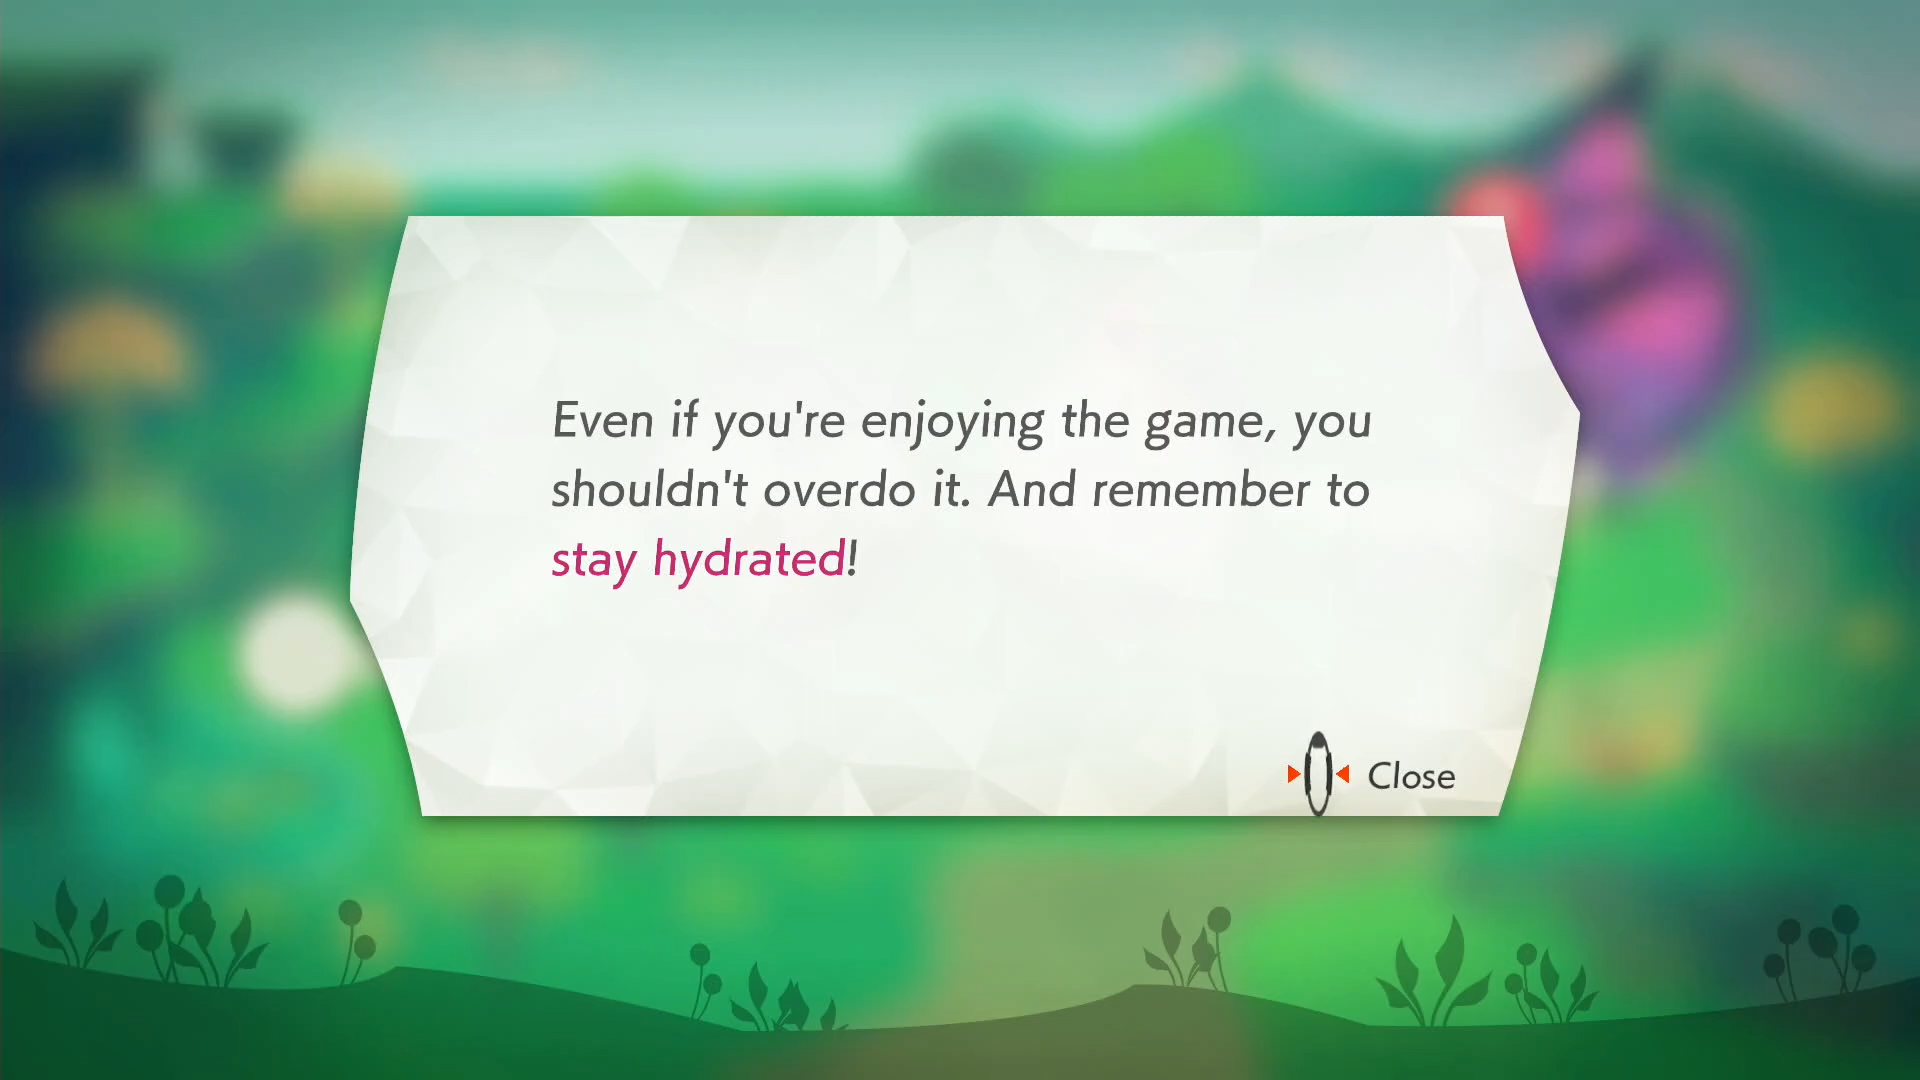 Even if you're enjoying the game, you
shouldn't overdo it. And remember to
stay hydrated!
Close